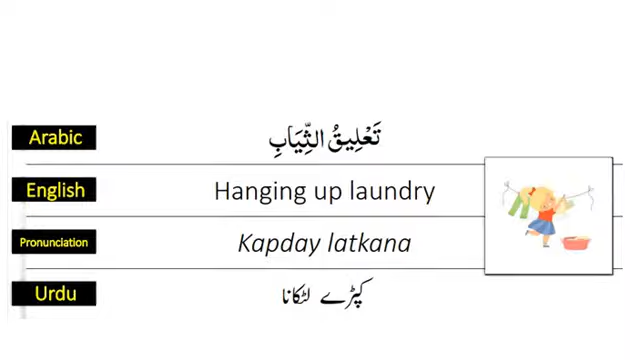 Arabic تَعْلِيقُ الثِّيَابِ
English Hanging up laundry
Pronunciation Kapday latkana
Urdu کپڑے لٹکانا